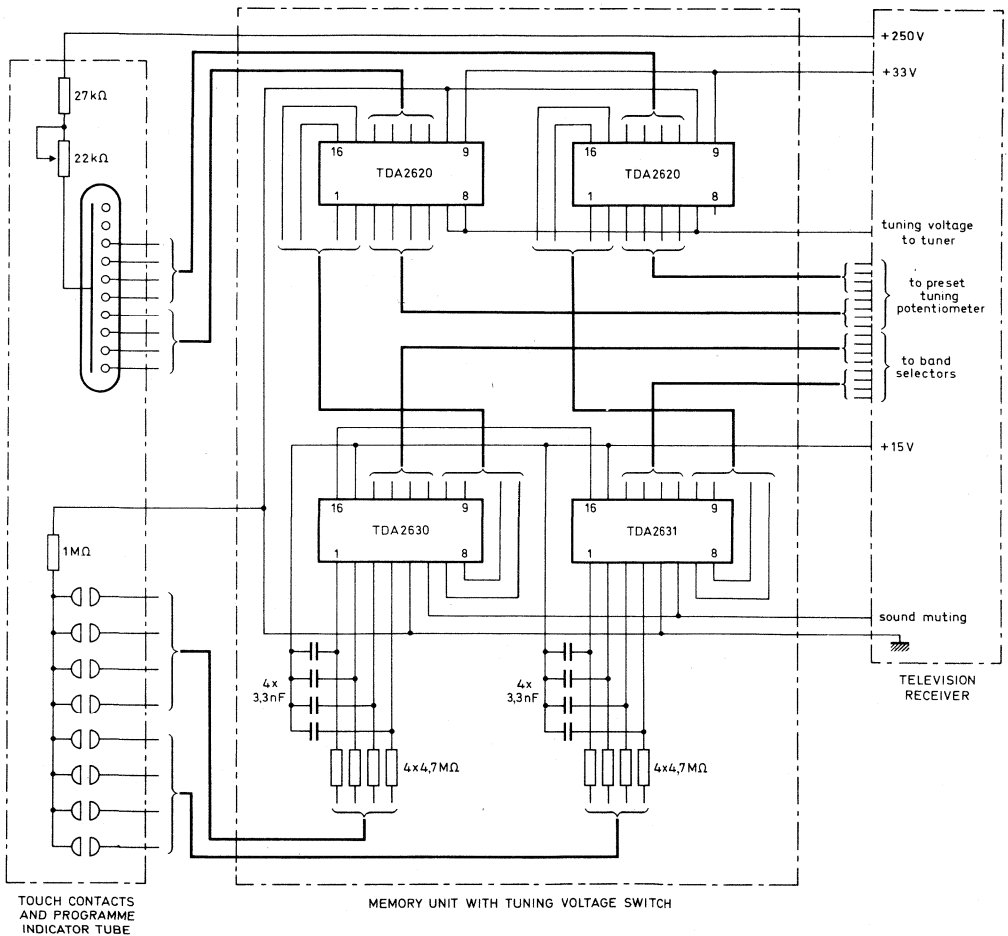 +250V
+33V
27kΩ
22kΩ
16
9
TDA2620
1
8
16
9
TDA2620
1
8
tuning voltage
to tuner
to preset
tuning
potentiometer
to band
selectors
+15V
16
9
TDA2630
1
8
16
9
TDA2631
1
8
1MΩ
sound muting
4x
3,3nF
4x
3,3nF
4x4,7MΩ
4x4,7MΩ
TELEVISION
RECEIVER
TOUCH CONTACTS
AND PROGRAMME
INDICATOR TUBE
MEMORY UNIT WITH TUNING VOLTAGE SWITCH